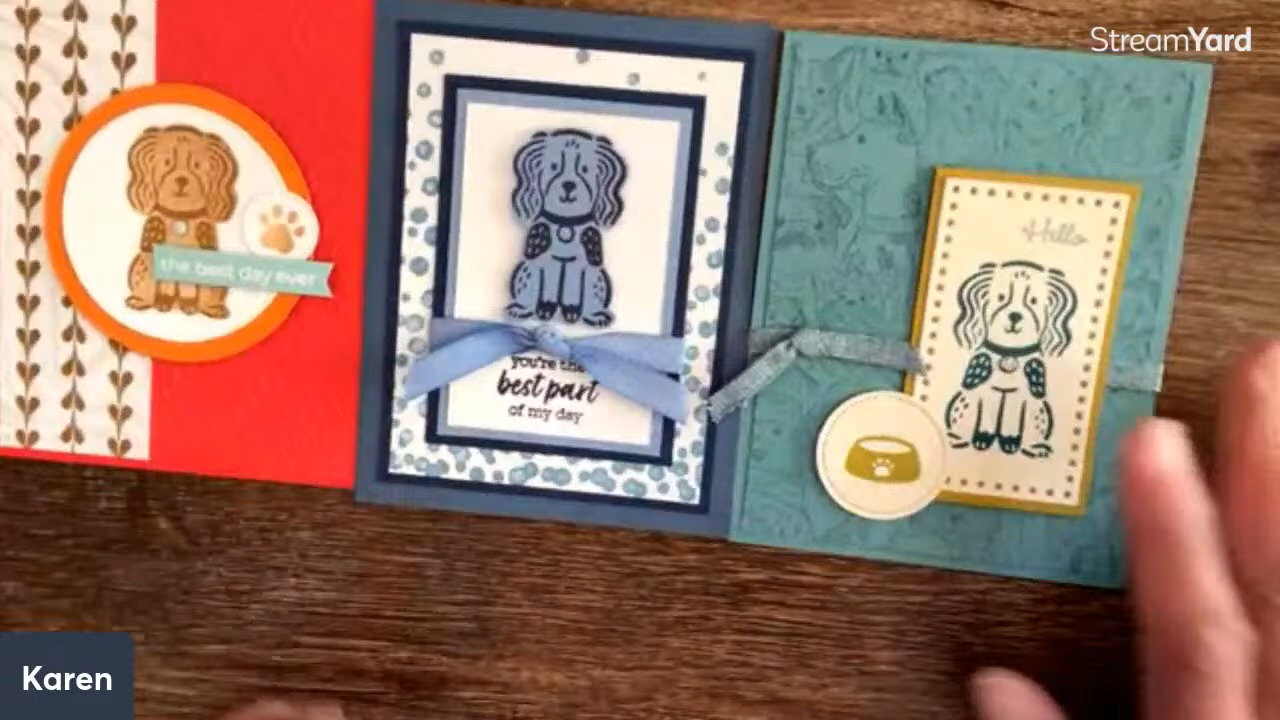 StreamYard
the best day ever
you're the
best part
of my day
Hello
Karen